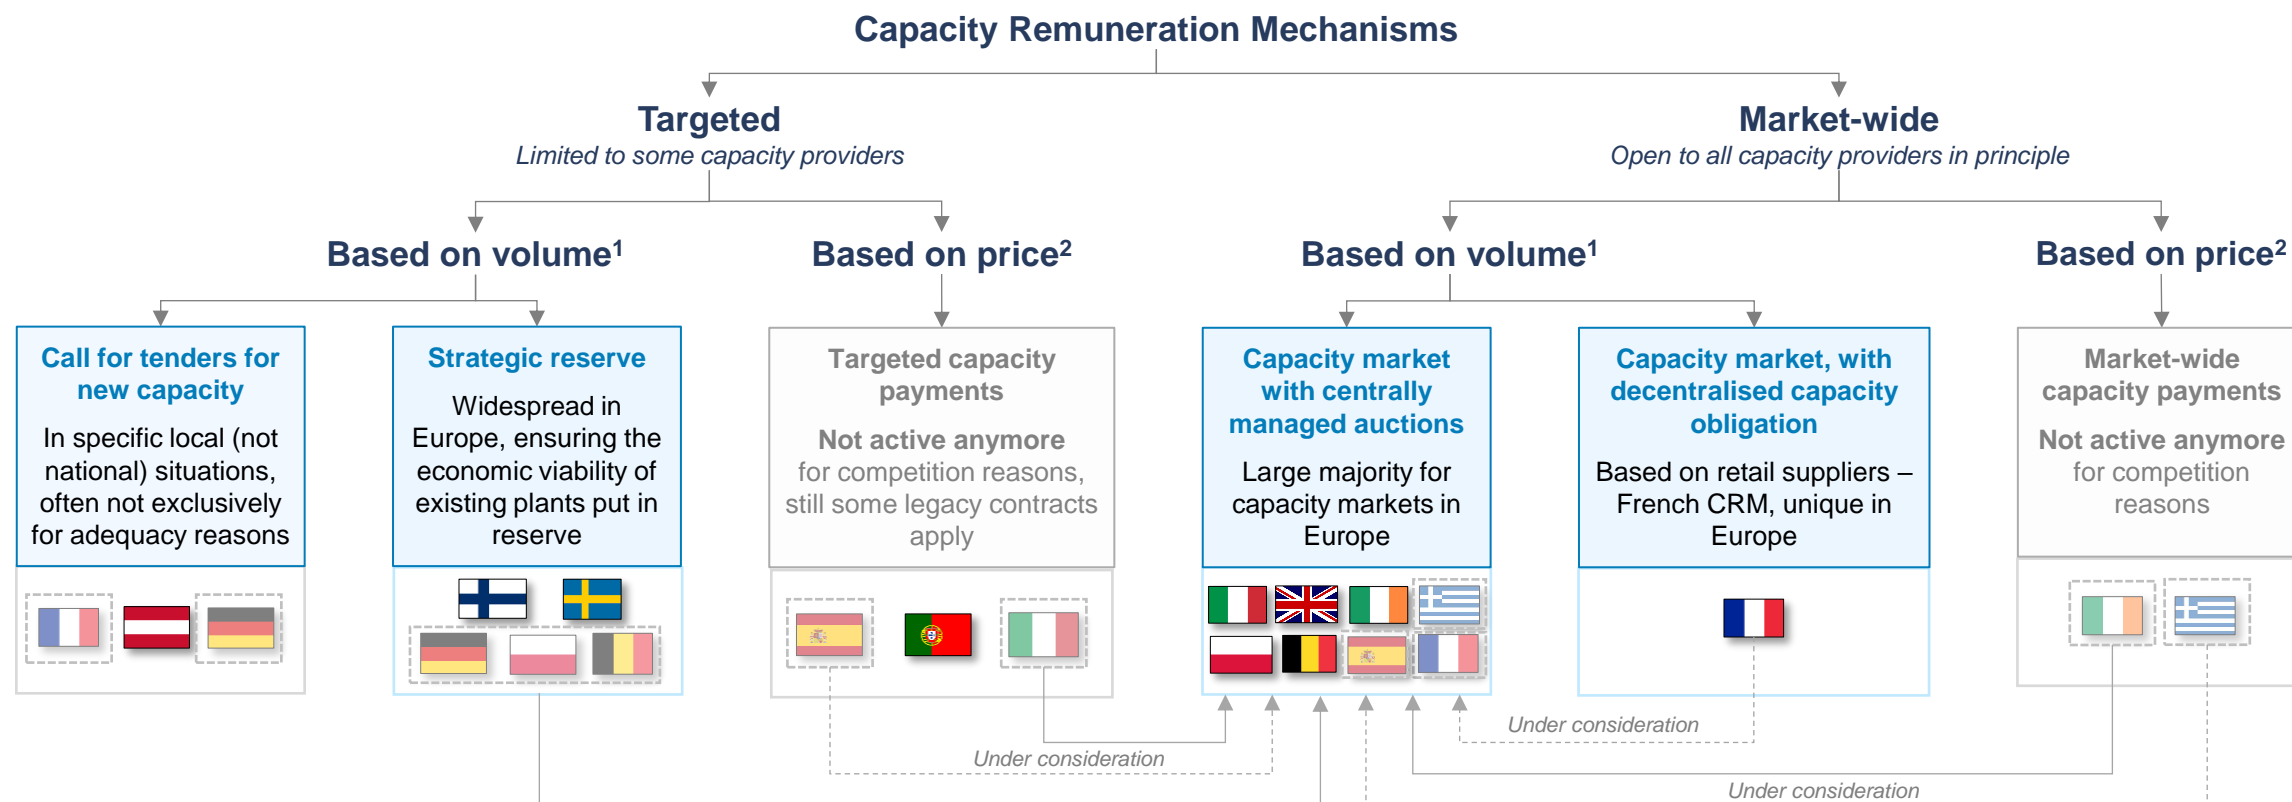 Capacity Remuneration Mechanisms
Targeted
Limited to some capacity providers
Market-wide
Open to all capacity providers in principle
Based on volume¹
Based on price²
Based on volume¹
Based on price²
Call for tenders for
new capacity
In specific local (not
national) situations,
often not exclusively
for adequacy reasons
Strategic reserve
Widespread in
Europe, ensuring the
economic viability of
existing plants put in
reserve
Targeted capacity
payments
Not active anymore
for competition reasons,
still some legacy contracts
apply
Capacity market
with centrally
managed auctions
Large majority for
capacity markets in
Europe
Capacity market, with
decentralised capacity
obligation
Based on retail suppliers –
French CRM, unique in
Europe
Market-wide
capacity payments
Not active anymore
for competition
reasons
Under consideration
Under consideration
Under consideration